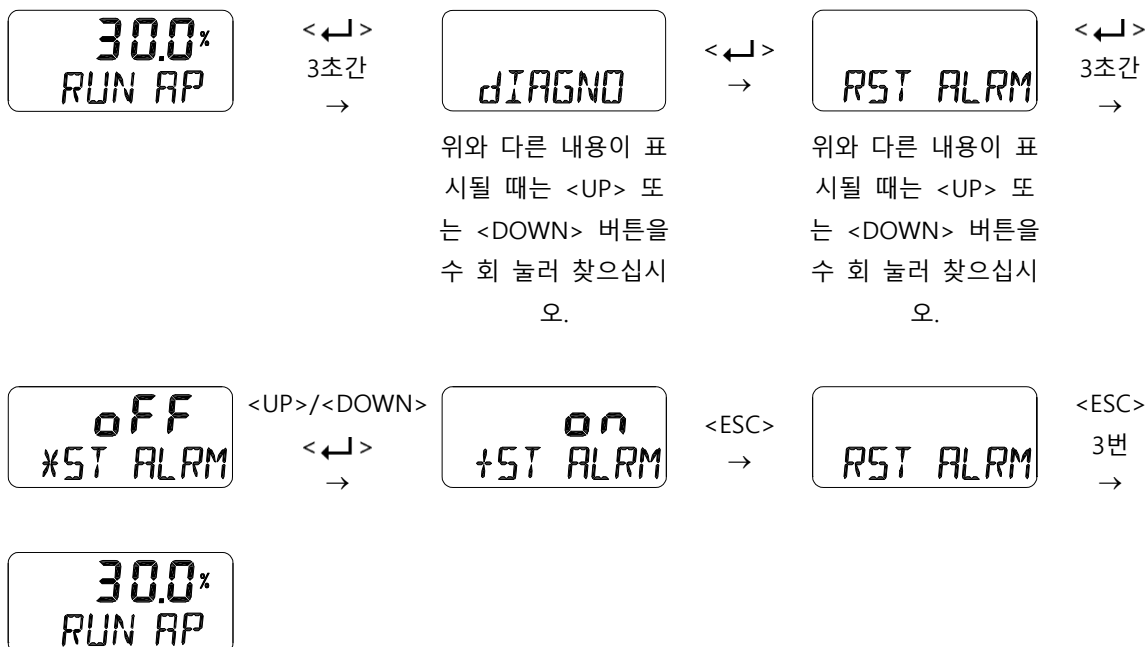 30.0%
RUN AP
<↵>
3초간
→
dIAGNO
<↵>
→
RST ALRM
<↵>
3초간
→
위와 다른 내용이 표
시될 때는 <UP> 또
는 <DOWN> 버튼을
수 회 눌러 찾으십시
오.
위와 다른 내용이 표
시될 때는 <UP> 또
는 <DOWN> 버튼을
수 회 눌러 찾으십시
오.
oFF
*ST ALRM
<UP>/<DOWN>
<↵>
→
on
+ST ALRM
<ESC>
→
RST ALRM
<ESC>
3번
→
30.0%
RUN AP